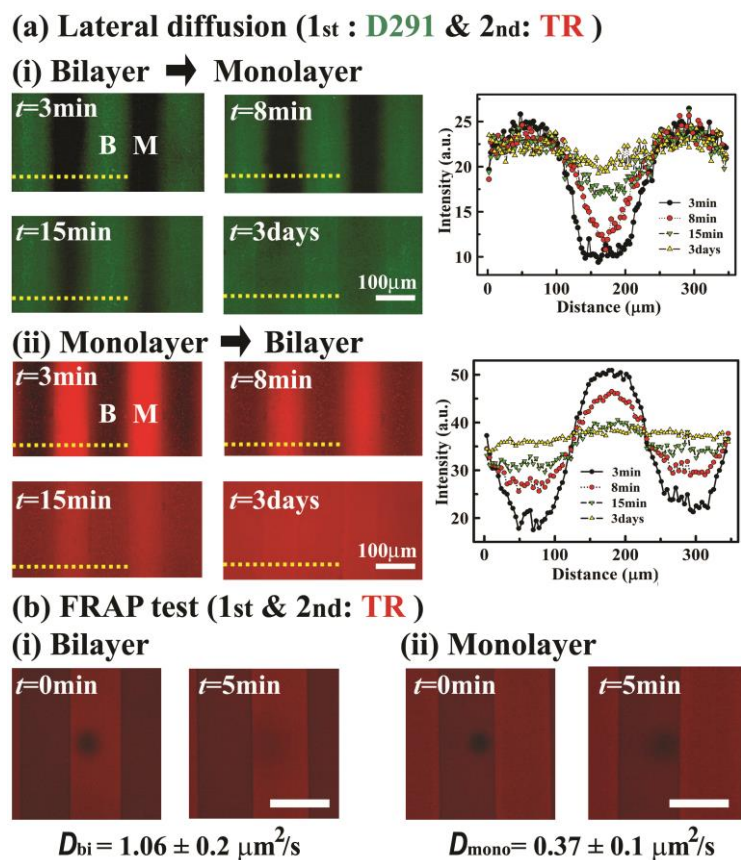 (a) Lateral diffusion (1st : D291 & 2nd: TR )
(i) Bilayer ➡ Monolayer
t=3min
B M
t=8min
t=15min
t=3days
100μm
Intensity (a.u.)
25
20
15
10
3min
8min
15min
3days
0 100 200 300
Distance (μm)
(ii) Monolayer ➡ Bilayer
t=3min
B M
t=8min
t=15min
t=3days
100μm
Intensity (a.u.)
50
40
30
20
3min
8min
15min
3days
0 100 200 300
Distance (μm)
(b) FRAP test (1st & 2nd: TR )
(i) Bilayer
t=0min
t=5min
D_bi = 1.06 ± 0.2 μm²/s
(ii) Monolayer
t=0min
t=5min
D_mono= 0.37 ± 0.1 μm²/s